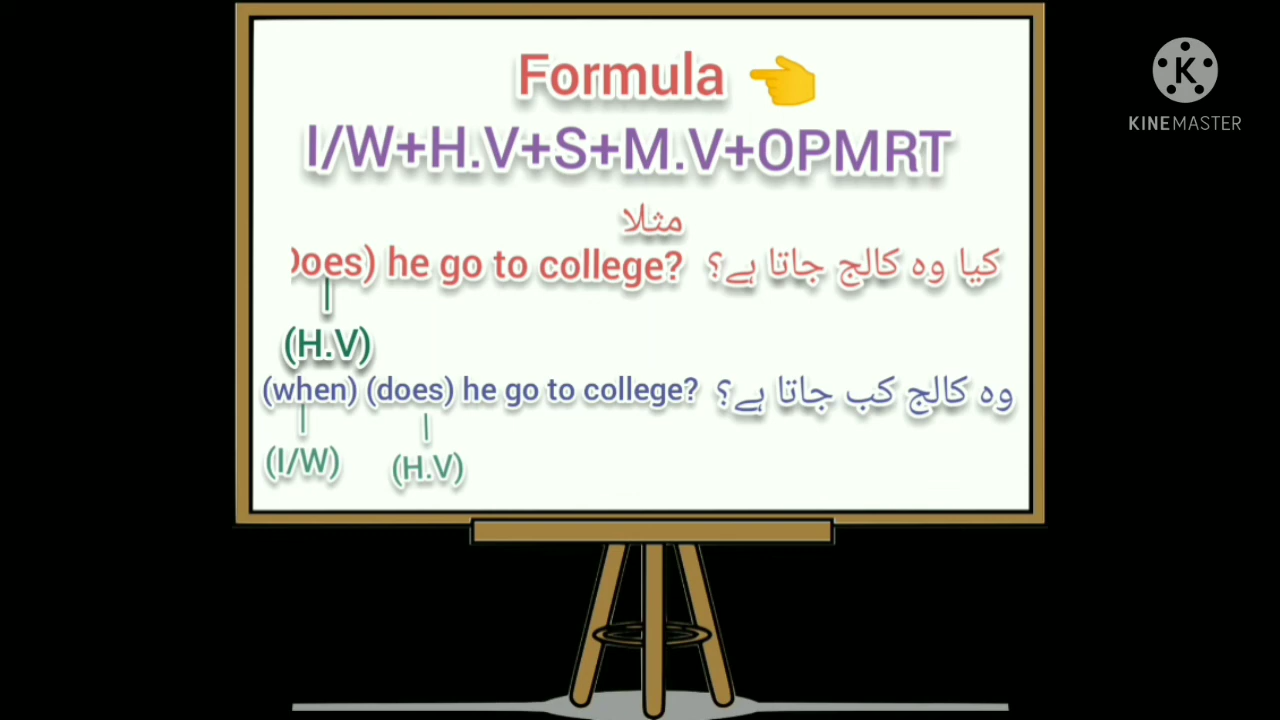 Formula 👈
I/W+H.V+S+M.V+OPMRT
مثلا
Does) he go to college? کیا وہ کالج جاتا ہے؟
(H.V)
(when) (does) he go to college? وہ کالج کب جاتا ہے؟
(I/W) (H.V)
K
KINEMASTER